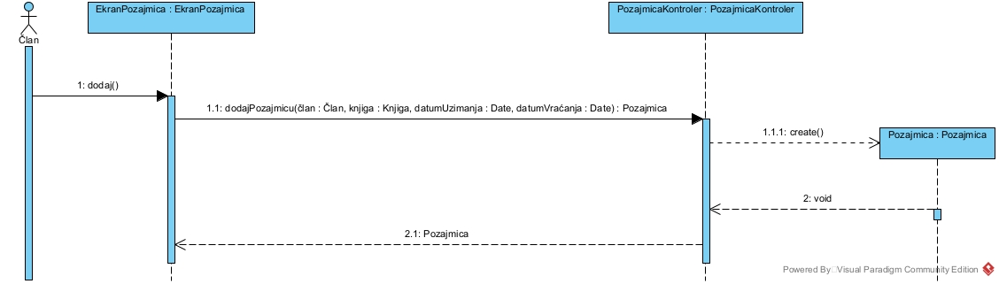 EkranPozajmica : EkranPozajmica
PozajmicaKontroler : PozajmicaKontroler
Član
1: dodaj()
1.1: dodajPozajmicu(član : Član, knjiga : Knjiga, datumUzimanja : Date, datumVraćanja : Date) : Pozajmica
1.1.1: create()
Pozajmica : Pozajmica
2: void
2.1: Pozajmica
Powered By Visual Paradigm Community Edition